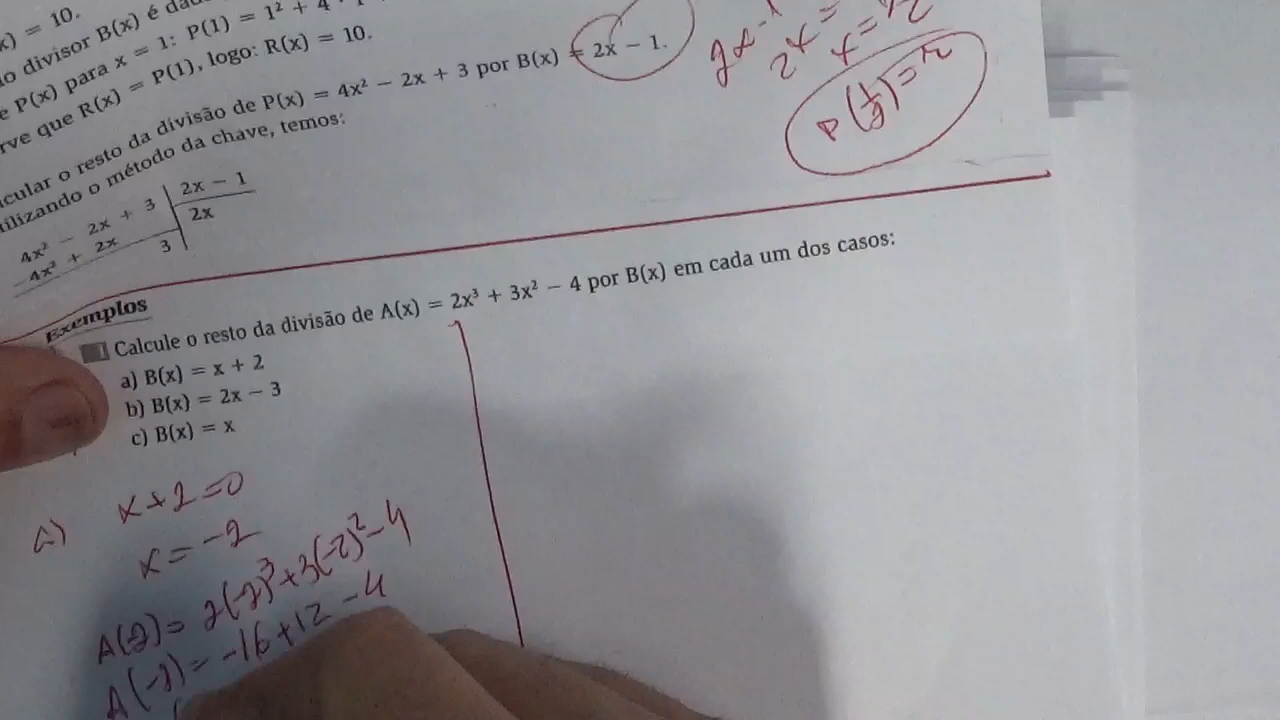 x) = 10.
do divisor B(x) é
e P(x) para x = 1: P(1) = 1² + 4
rve que R(x) = P(1), logo: R(x) = 10.
cular o resto da divisão de P(x) = 4x² − 2x + 3 por B(x) = 2x − 1.
ilizando o método da chave, temos:
4x² − 2x + 3 | 2x − 1
−4x² + 2x 2x
3
2x =
x = 1/2
P(1/2) = r
Exemplos
1 Calcule o resto da divisão de A(x) = 2x³ + 3x² − 4 por B(x) em cada um dos casos:
a) B(x) = x + 2
b) B(x) = 2x − 3
c) B(x) = x
a) x + 2 = 0
x = −2
A(2) = 2(−2)³ + 3(−2)² − 4
A(−2) = −16 + 12 − 4